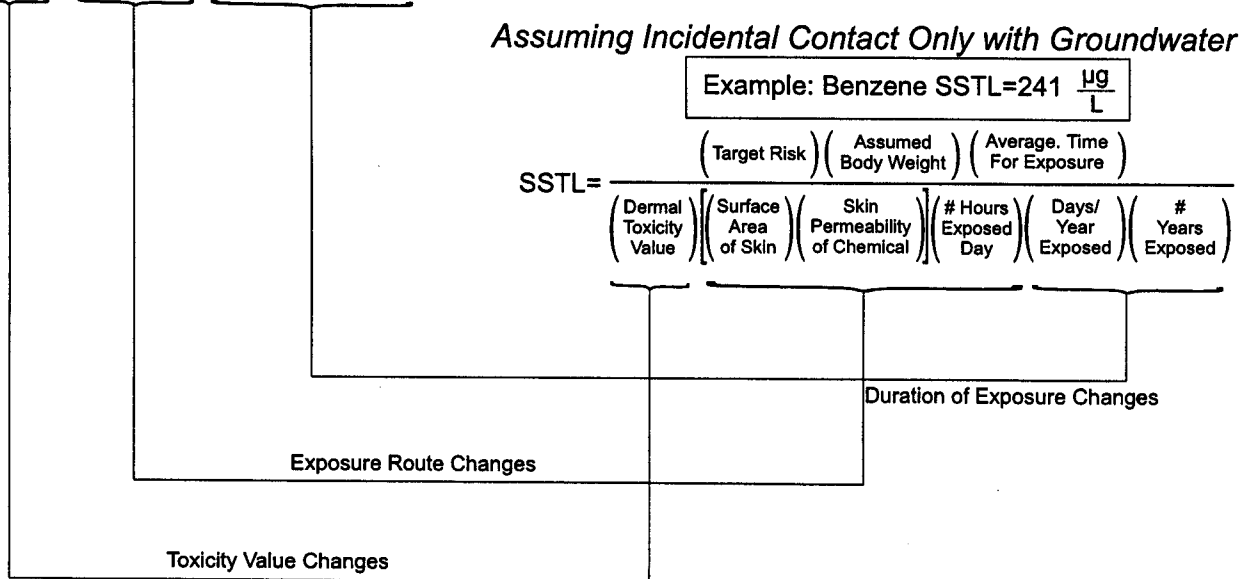 Assuming Incidental Contact Only with Groundwater
Example: Benzene SSTL=241 µg/L
(Target Risk) (Assumed Body Weight) (Average. Time For Exposure)
SSTL=
(Dermal Toxicity Value) [(Surface Area of Skin) (Skin Permeability of Chemical)] (# Hours Exposed Day) (Days/ Year Exposed) (# Years Exposed)
Duration of Exposure Changes
Exposure Route Changes
Toxicity Value Changes